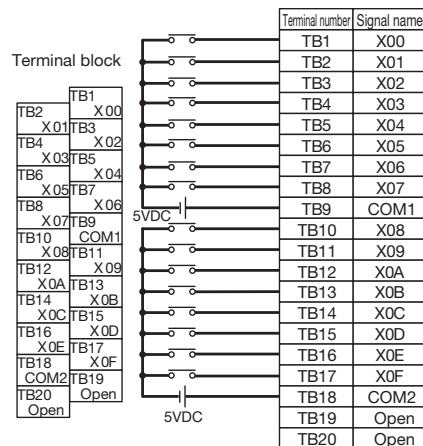 Terminal block
TB1
X00
TB2
X01
TB3
X02
TB4
X03
TB5
X04
TB6
X05
TB7
X06
TB8
X07
TB9
COM1
TB10
X08
TB11
X09
TB12
X0A
TB13
X0B
TB14
X0C
TB15
X0D
TB16
X0E
TB17
X0F
TB18
COM2
TB19
Open
TB20
Open
5VDC
5VDC
Terminal number Signal name
TB1 X00
TB2 X01
TB3 X02
TB4 X03
TB5 X04
TB6 X05
TB7 X06
TB8 X07
TB9 COM1
TB10 X08
TB11 X09
TB12 X0A
TB13 X0B
TB14 X0C
TB15 X0D
TB16 X0E
TB17 X0F
TB18 COM2
TB19 Open
TB20 Open